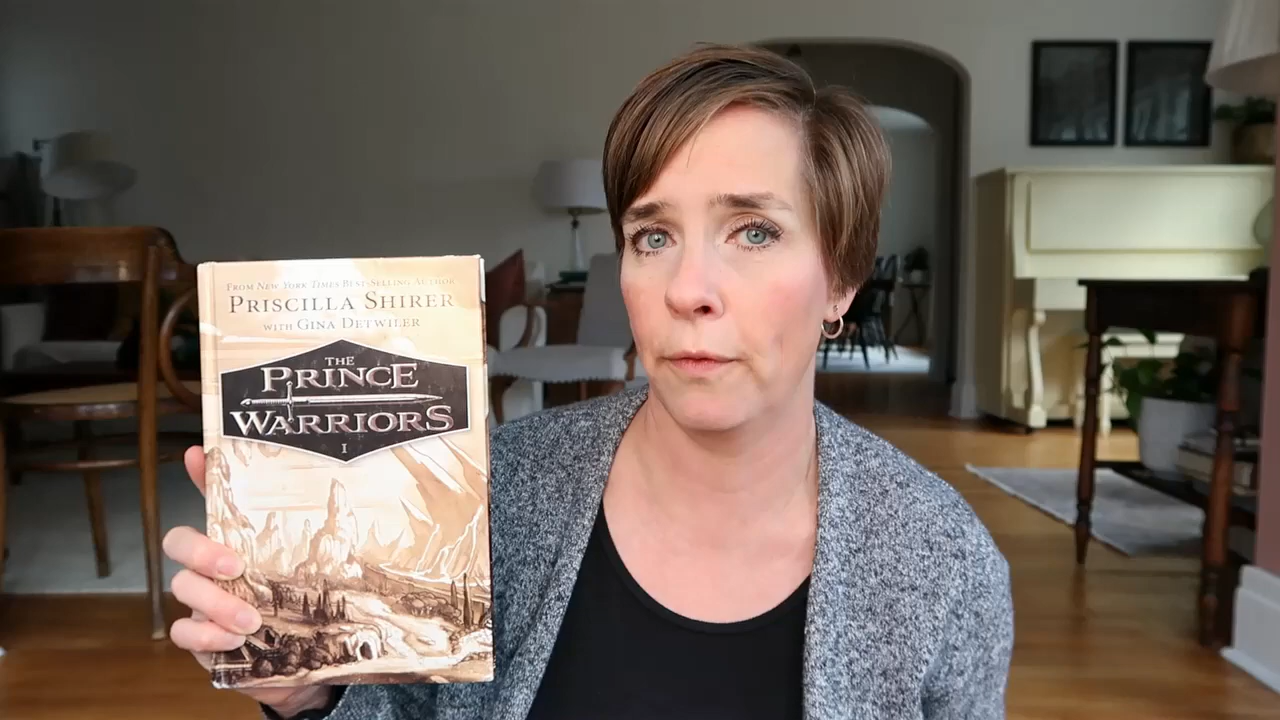 FROM NEW YORK TIMES BEST-SELLING AUTHOR
PRISCILLA SHIRER
WITH GINA DETWILER
THE
PRINCE
WARRIORS
I